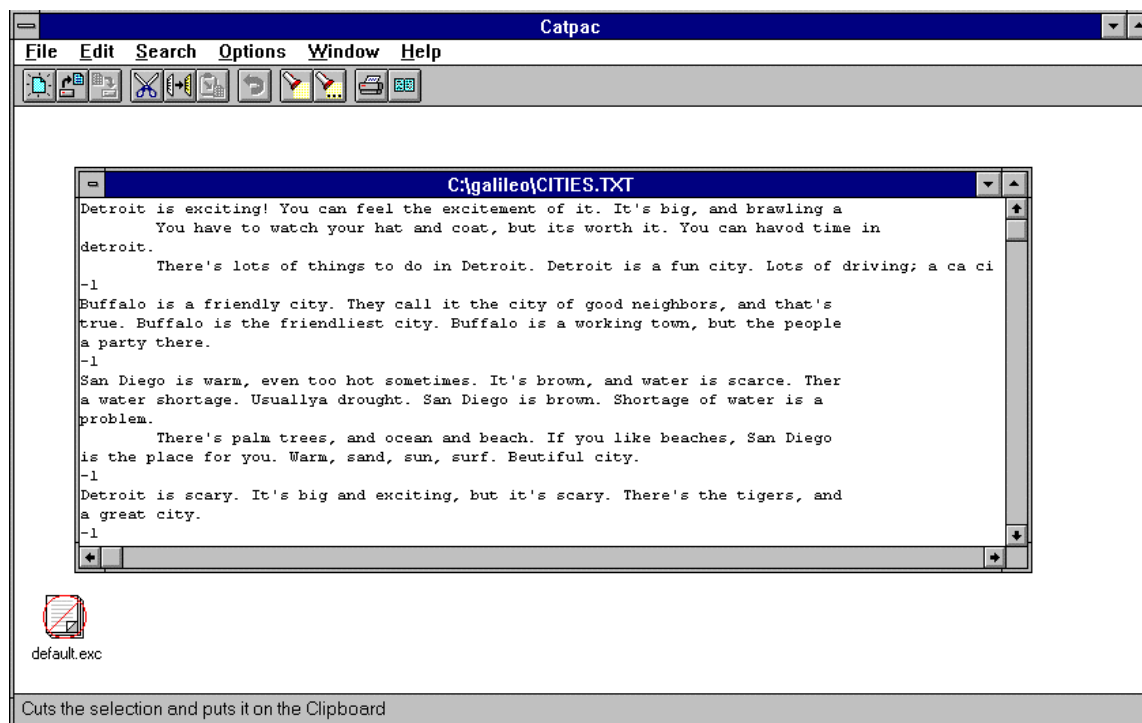 Catpac
File Edit Search Options Window Help
C:\galileo\CITIES.TXT
Detroit is exciting! You can feel the excitement of it. It's big, and brawling a
You have to watch your hat and coat, but its worth it. You can havod time in
detroit.
There's lots of things to do in Detroit. Detroit is a fun city. Lots of driving; a ca ci
-1
Buffalo is a friendly city. They call it the city of good neighbors, and that's
true. Buffalo is the friendliest city. Buffalo is a working town, but the people
a party there.
-1
San Diego is warm, even too hot sometimes. It's brown, and water is scarce. Ther
a water shortage. Usuallya drought. San Diego is brown. Shortage of water is a
problem.
There's palm trees, and ocean and beach. If you like beaches, San Diego
is the place for you. Warm, sand, sun, surf. Beutiful city.
-1
Detroit is scary. It's big and exciting, but it's scary. There's the tigers, and
a great city.
-1
default.exc
Cuts the selection and puts it on the Clipboard